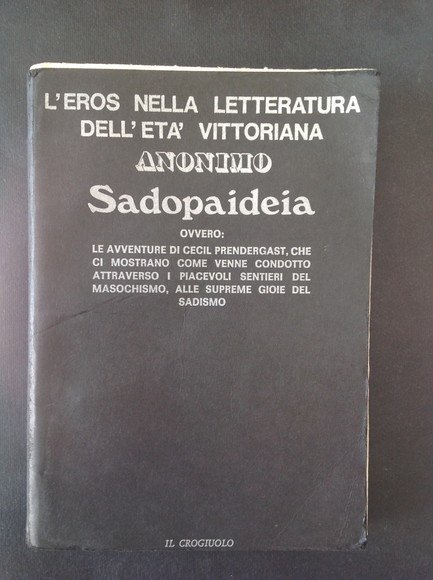 L'EROS NELLA LETTERATURA
DELL'ETA' VITTORIANA
ANONIMO
Sadopaideia
OVVERO:
LE AVVENTURE DI CECIL PRENDERGAST, CHE
CI MOSTRANO COME VENNE CONDOTTO
ATTRAVERSO I PIACEVOLI SENTIERI DEL
MASOCHISMO, ALLE SUPREME GIOIE DEL
SADISMO
IL CROGIUOLO